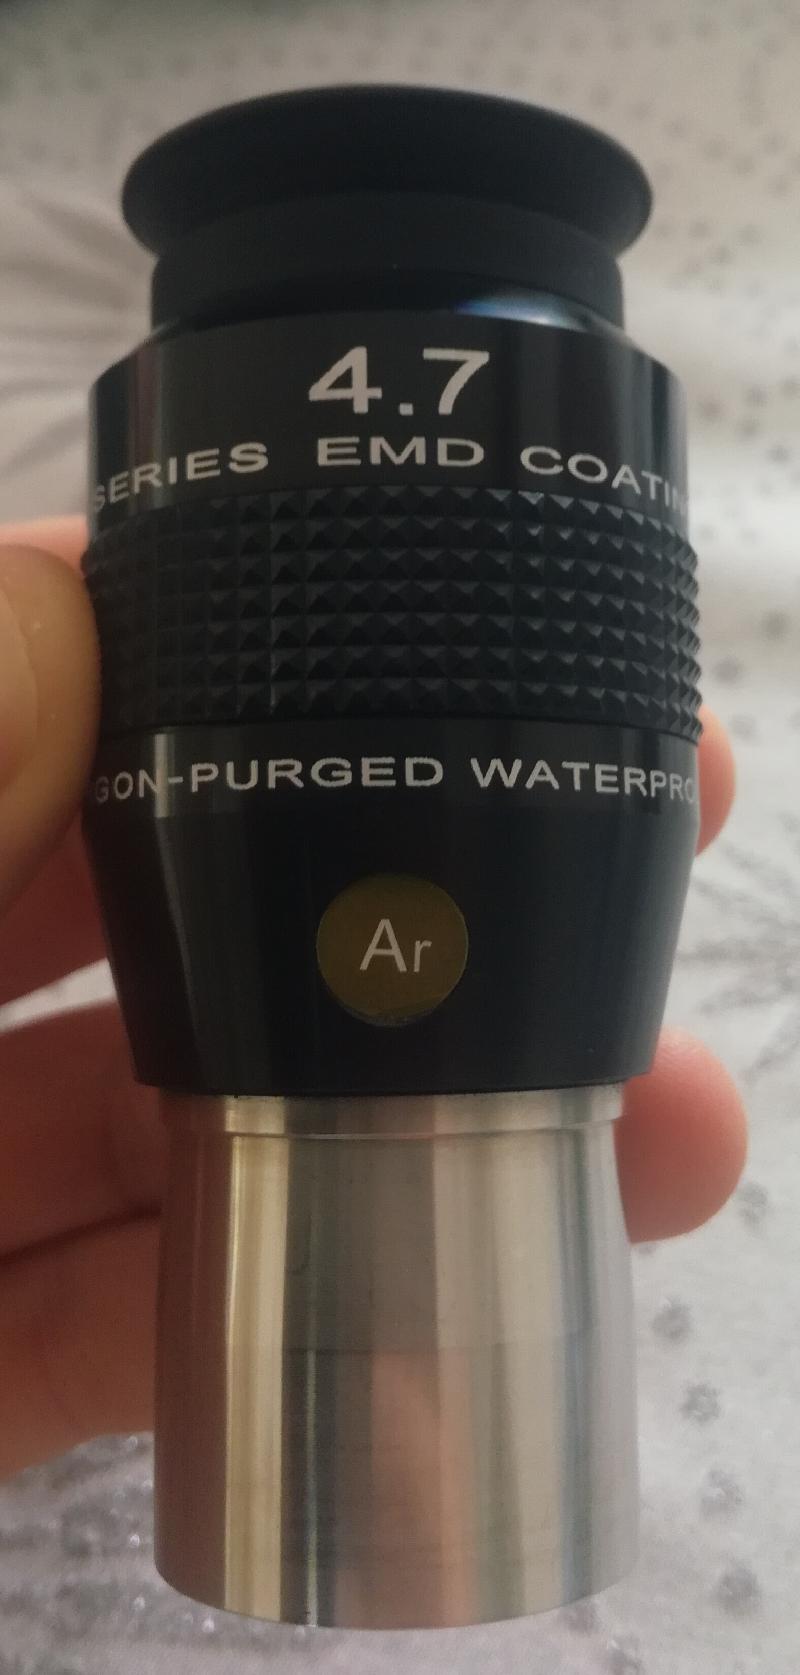 4.7
SERIES EMD COATIN
GON-PURGED WATERPRO
Ar